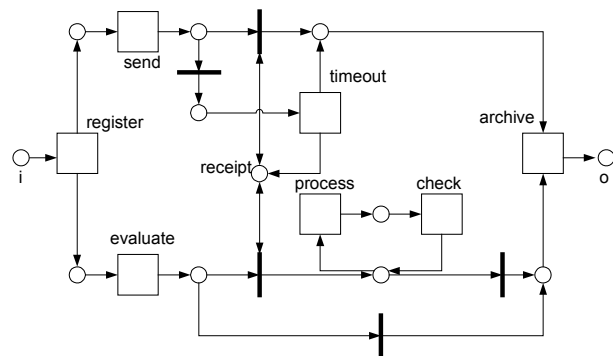 send
timeout
register
archive
receipt
i
process
check
o
evaluate